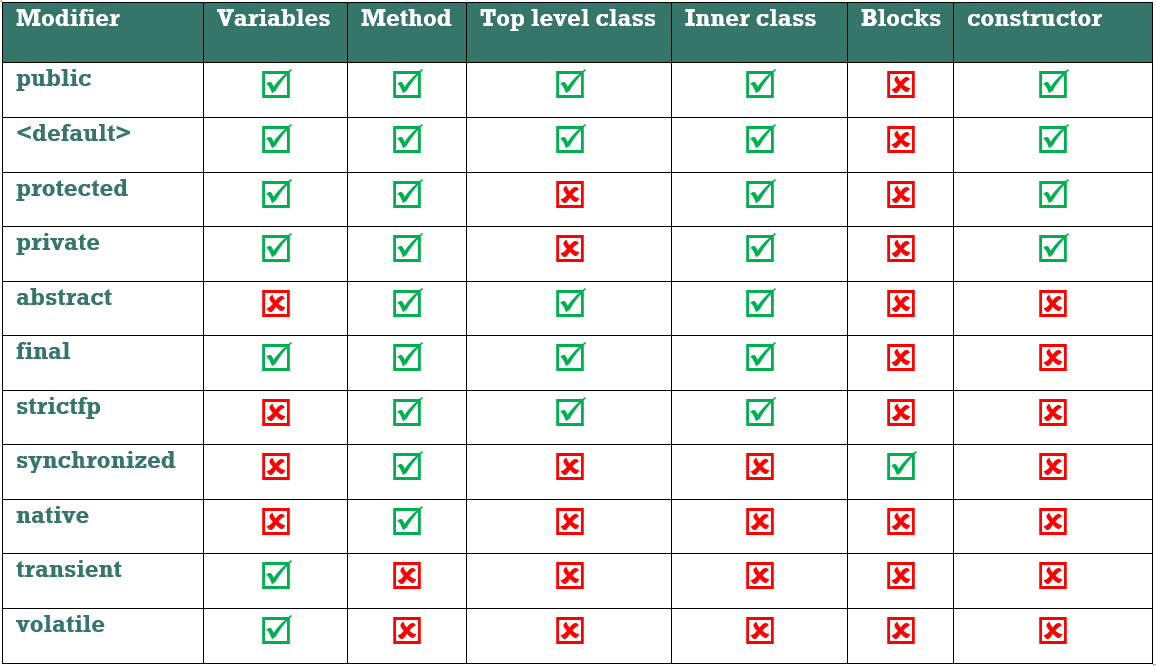 Modifier Variables Method Top level class Inner class Blocks constructor
public ☑ ☑ ☑ ☑ ☒ ☑
<default> ☑ ☑ ☑ ☑ ☒ ☑
protected ☑ ☑ ☒ ☑ ☒ ☑
private ☑ ☑ ☒ ☑ ☒ ☑
abstract ☒ ☑ ☑ ☑ ☒ ☒
final ☑ ☑ ☑ ☑ ☒ ☒
strictfp ☒ ☑ ☑ ☑ ☒ ☒
synchronized ☒ ☑ ☒ ☒ ☑ ☒
native ☒ ☑ ☒ ☒ ☒ ☒
transient ☑ ☒ ☒ ☒ ☒ ☒
volatile ☑ ☒ ☒ ☒ ☒ ☒